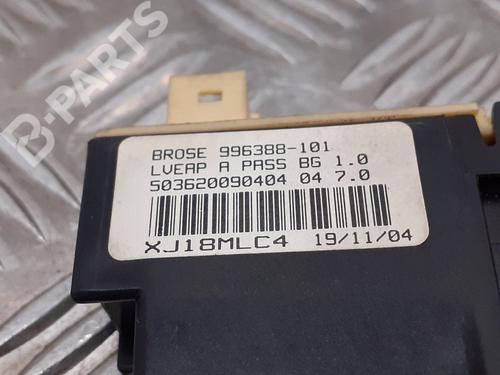 B-PARTS
BROSE 996388-101
LVEAP A PASS BG 1.0
503620090404 04 7.0
XJ18MLC4 19/11/04